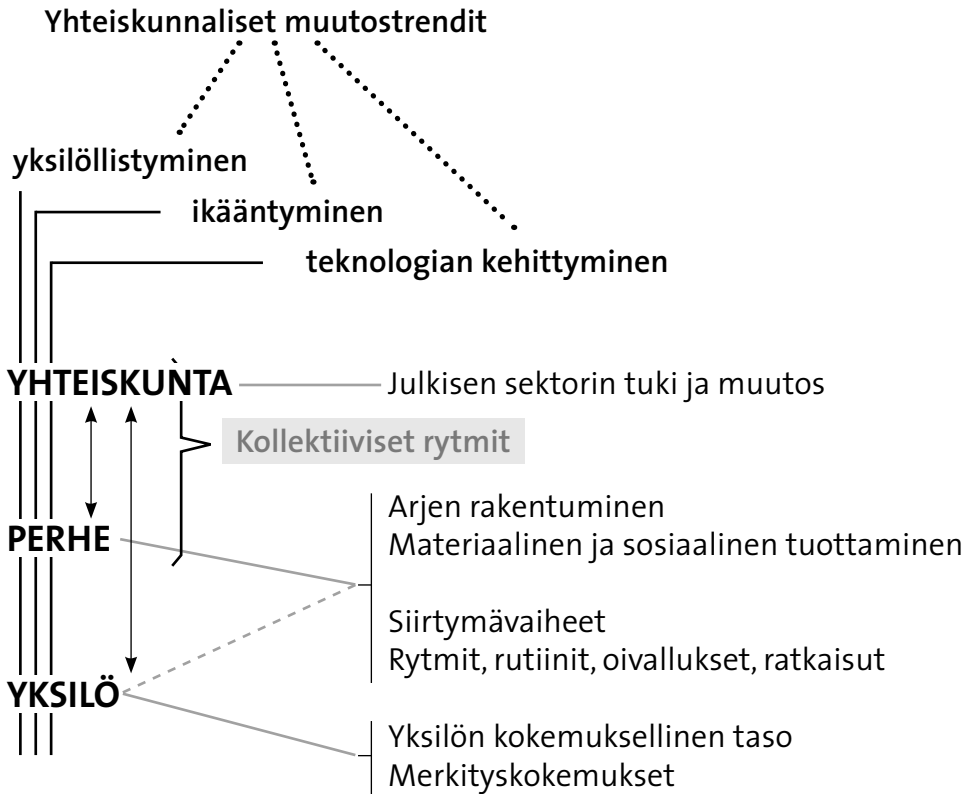 Yhteiskunnaliset muutostrendit
yksilöllistyminen
ikääntyminen
teknologian kehittyminen
YHTEISKUNTA
Julkisen sektorin tuki ja muutos
Kollektiiviset rytmit
Arjen rakentuminen
PERHE
Materiaalinen ja sosiaalinen tuottaminen
Siirtymävaiheet
Rytmit, rutiinit, oivallukset, ratkaisut
YKSILÖ
Yksilön kokemuksellinen taso
Merkityskokemukset